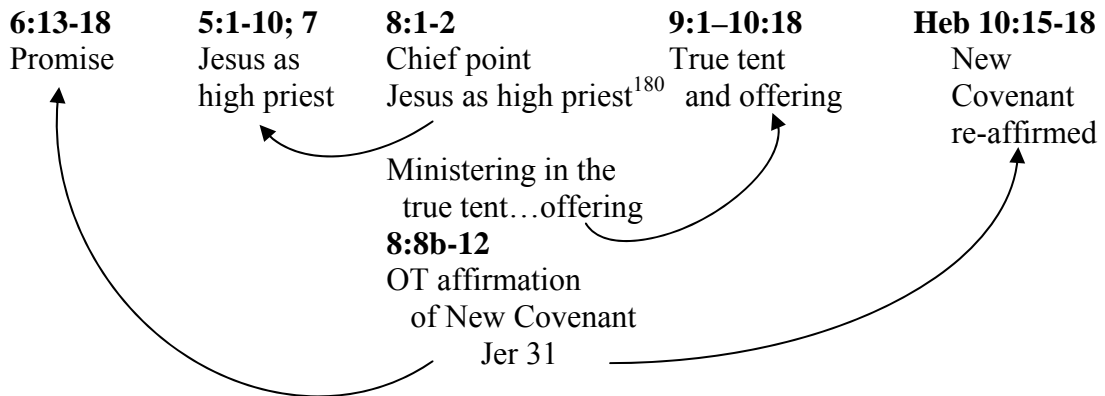 6:13-18 5:1-10; 7 8:1-2 9:1–10:18 Heb 10:15-18
Promise Jesus as Chief point True tent New
high priest Jesus as high priest180 and offering Covenant
re-affirmed
Ministering in the
true tent…offering
8:8b-12
OT affirmation
of New Covenant
Jer 31